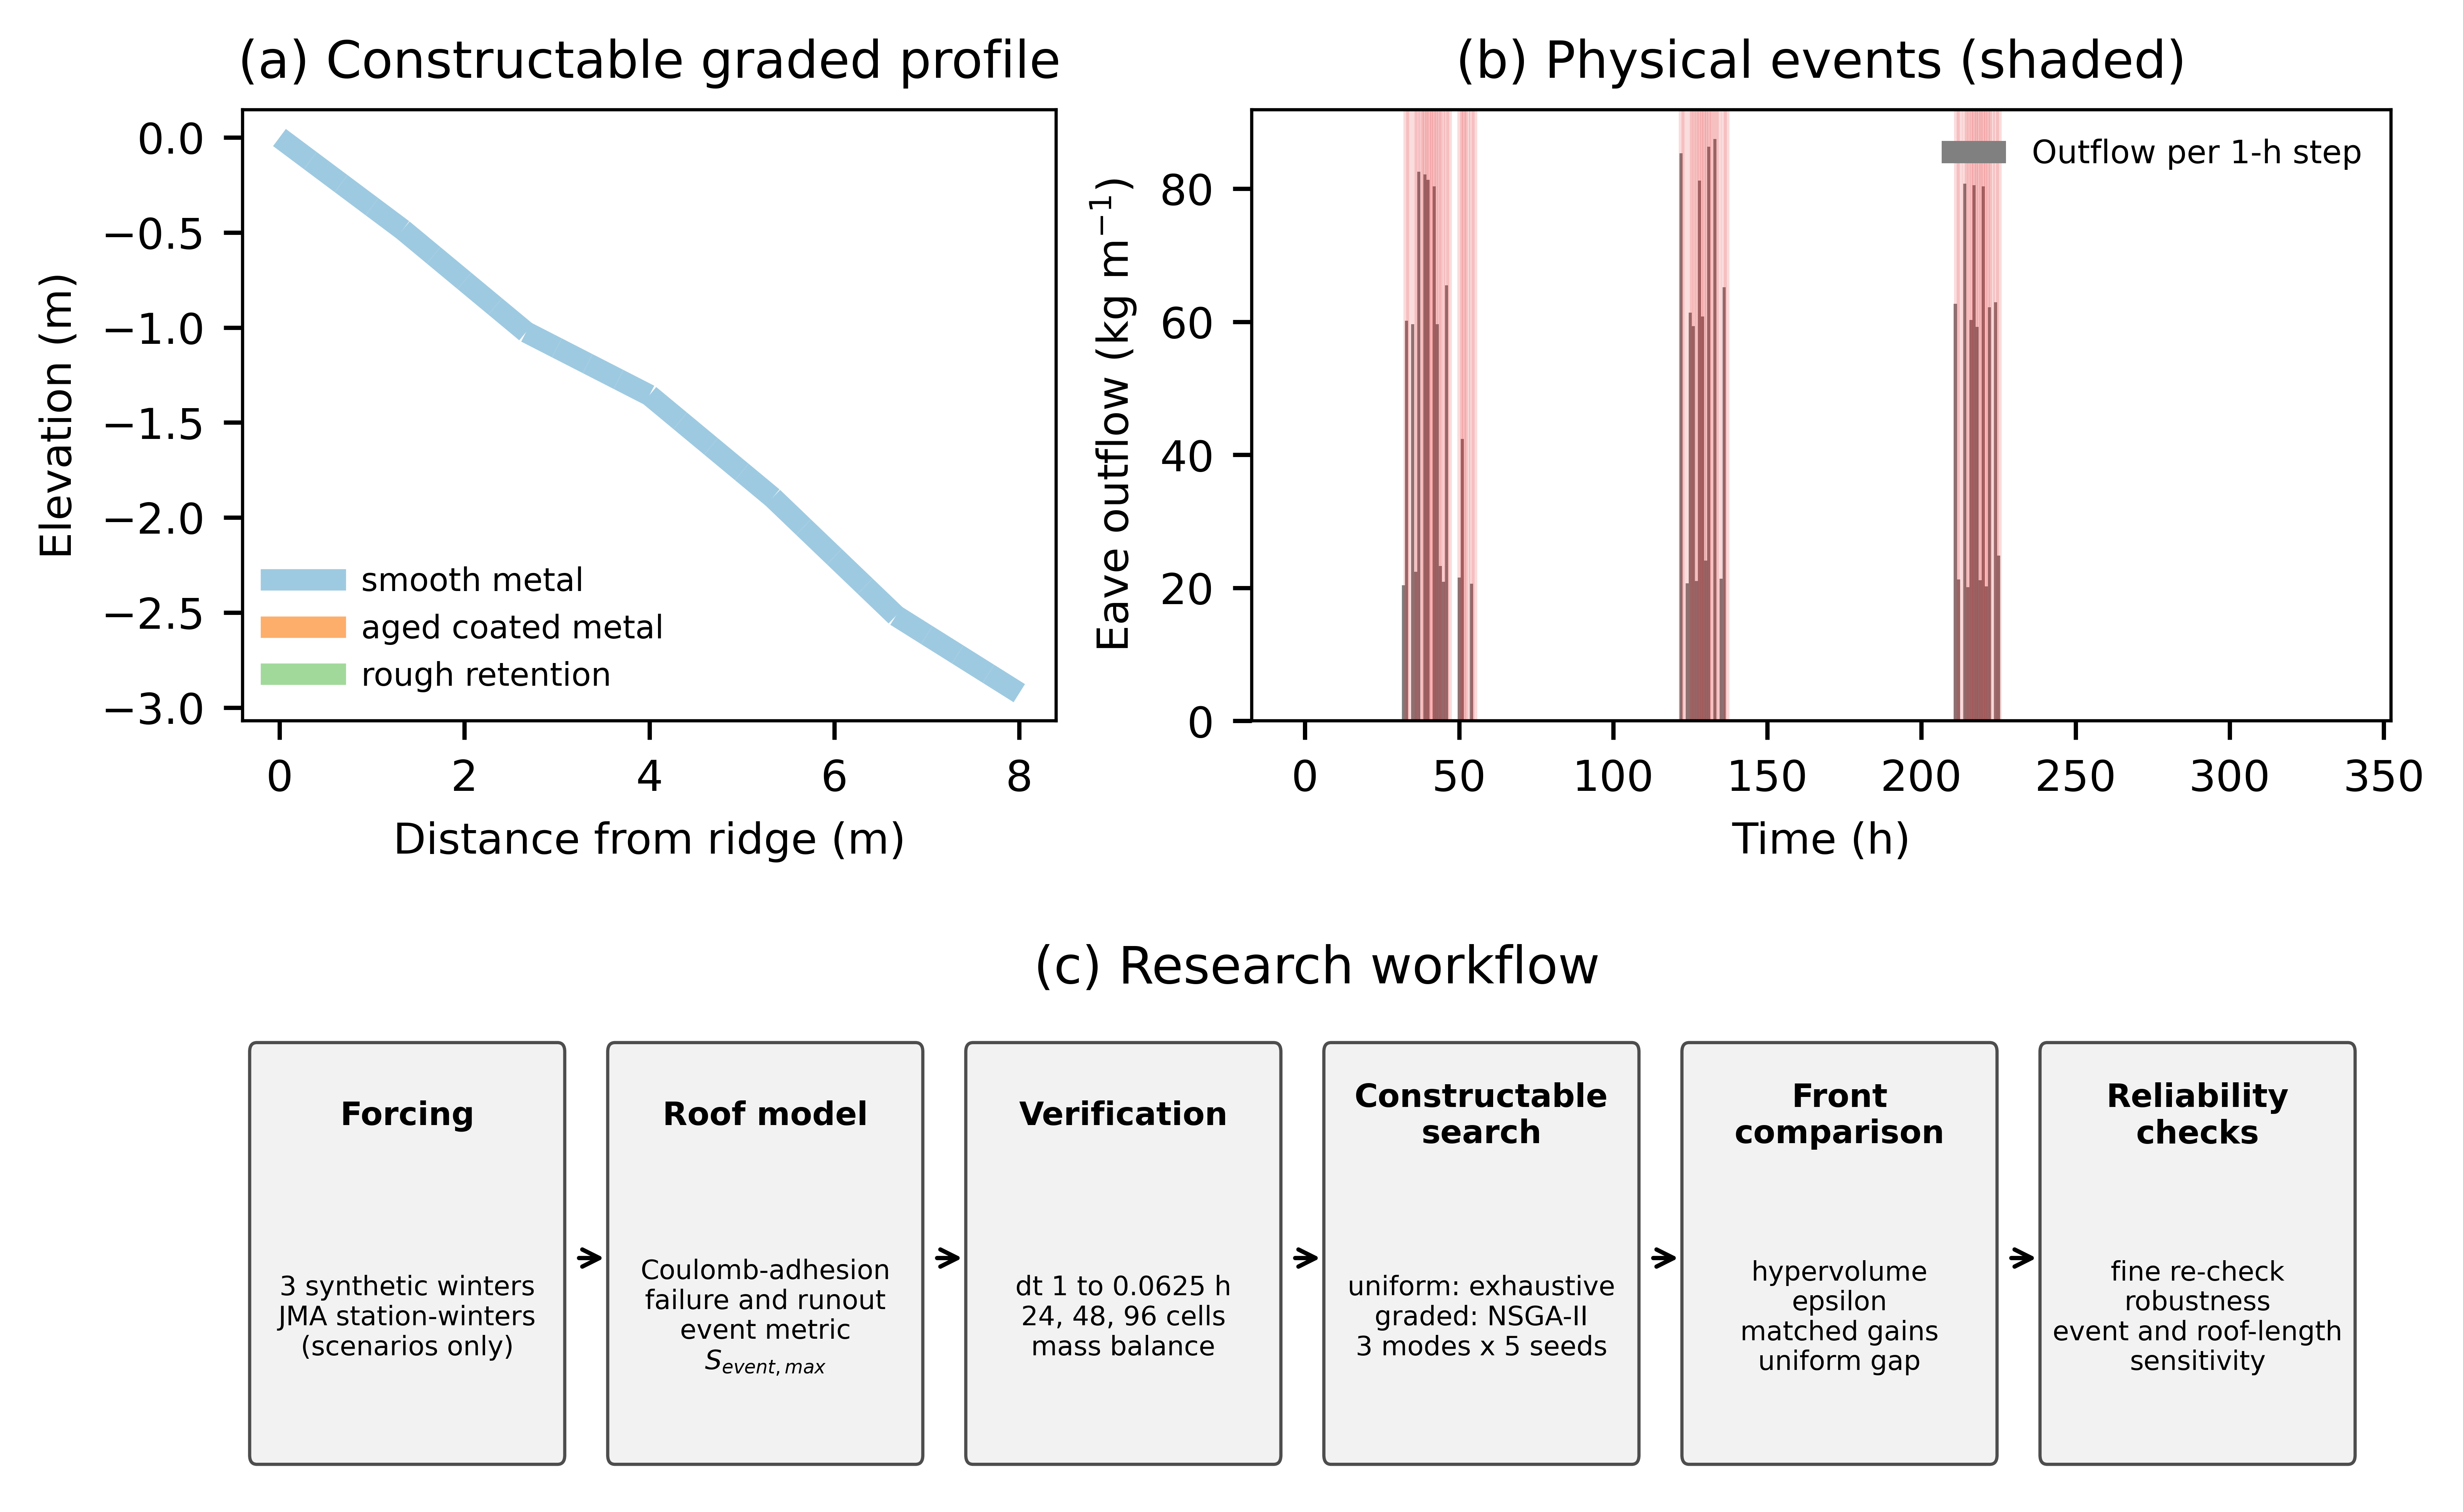 (a) Constructable graded profile
0.0
−0.5
−1.0
−1.5
−2.0
−2.5
−3.0
Elevation (m)
smooth metal
aged coated metal
rough retention
0 2 4 6 8
Distance from ridge (m)
(b) Physical events (shaded)
Outflow per 1-h step
80
60
40
20
0
Eave outflow (kg m⁻¹)
0 50 100 150 200 250 300 350
Time (h)
(c) Research workflow
Forcing
3 synthetic winters
JMA station-winters
(scenarios only)
Roof model
Coulomb-adhesion
failure and runout
event metric
S_event,max
Verification
dt 1 to 0.0625 h
24, 48, 96 cells
mass balance
Constructable
search
uniform: exhaustive
graded: NSGA-II
3 modes x 5 seeds
Front
comparison
hypervolume
epsilon
matched gains
uniform gap
Reliability
checks
fine re-check
robustness
event and roof-length
sensitivity